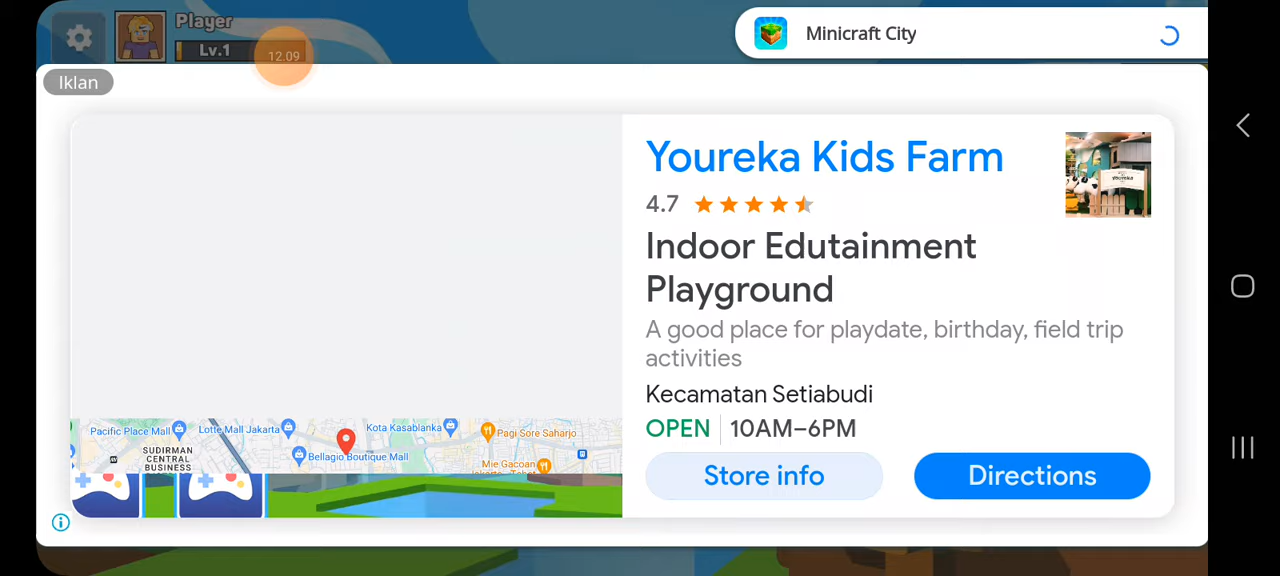 Player
Lv.1
12.09
Minicraft City
Iklan
Youreka Kids Farm
4.7
Indoor Edutainment
Playground
A good place for playdate, birthday, field trip
activities
Kecamatan Setiabudi
OPEN 10AM–6PM
Store info
Directions
Pacific Place Mall
Lotte Mall Jakarta
Kota Kasablanka
Pagi Sore Saharjo
SUDIRMAN
CENTRAL
BUSINESS
Bellagio Boutique Mall
Mie Gacoan